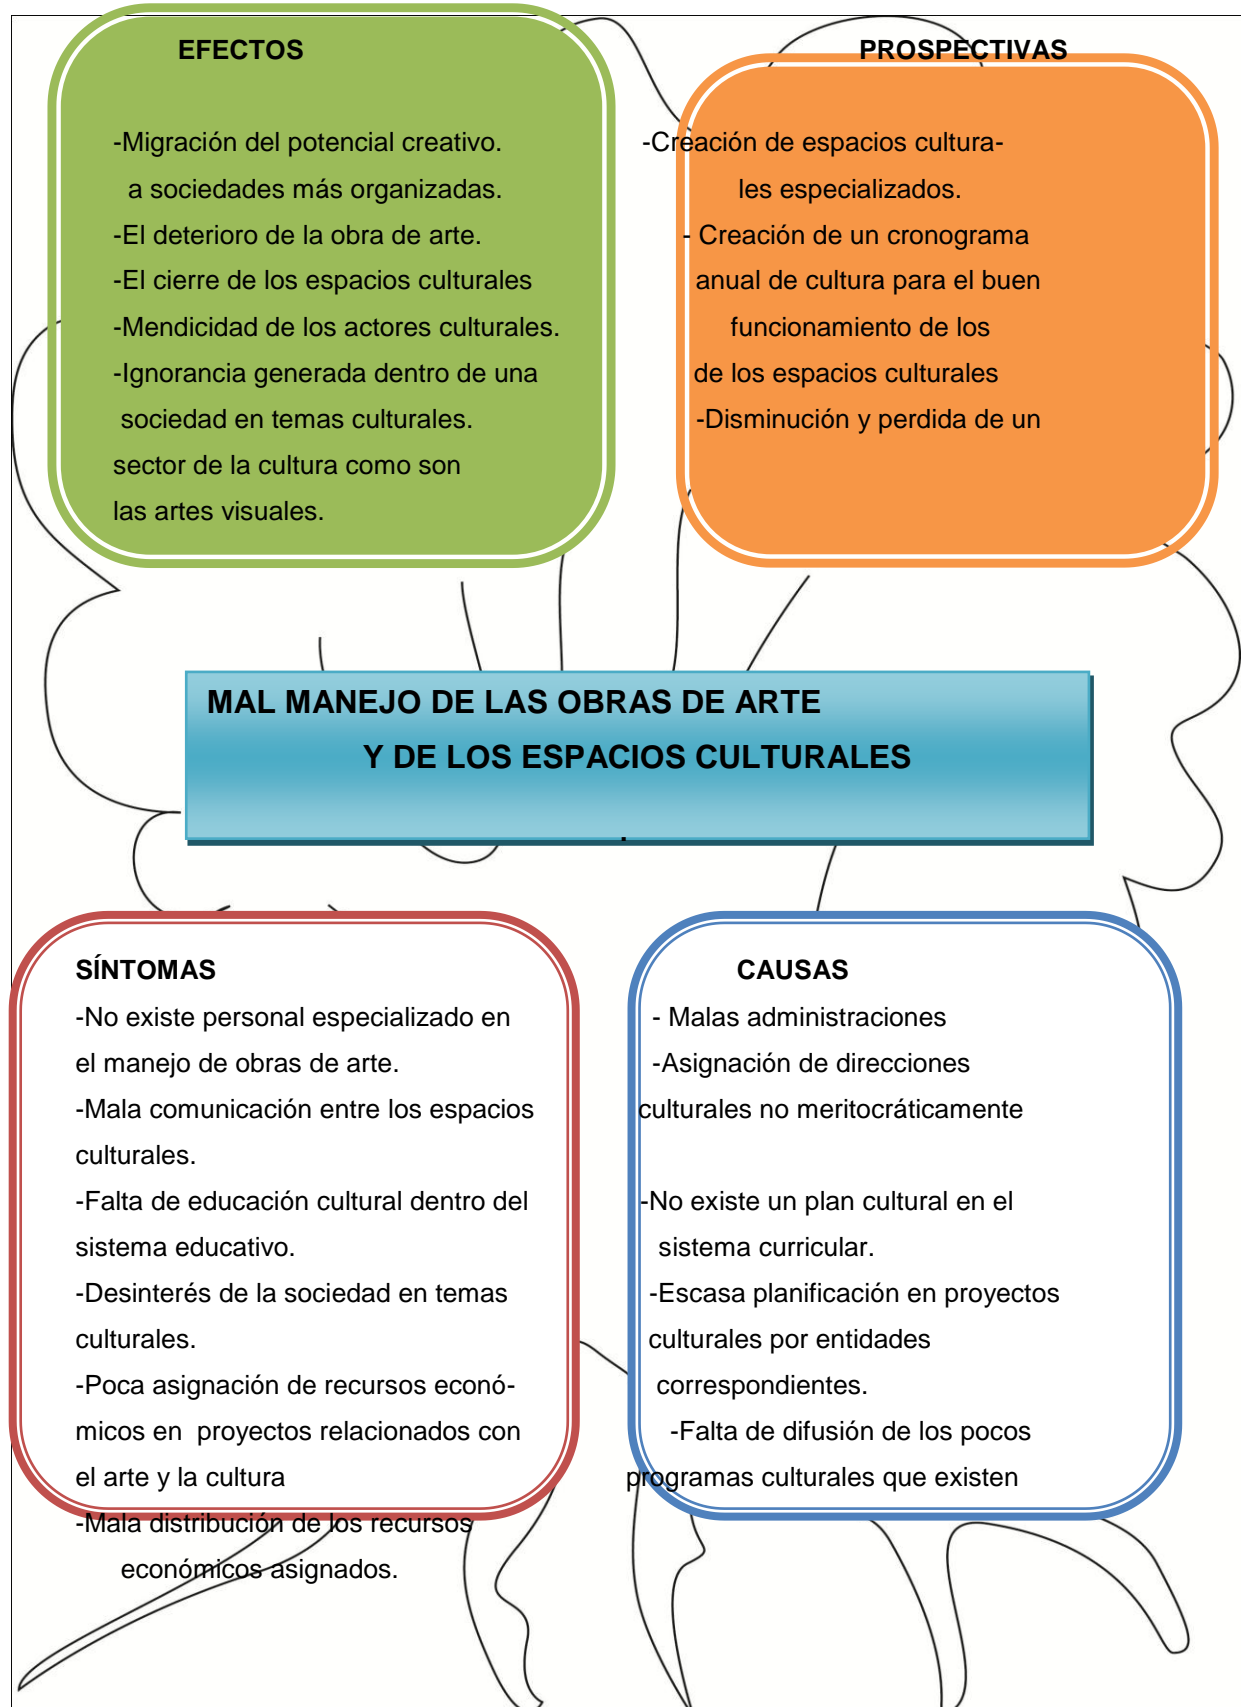 EFECTOS
-Migración del potencial creativo.
a sociedades más organizadas.
-El deterioro de la obra de arte.
-El cierre de los espacios culturales
-Mendicidad de los actores culturales.
-Ignorancia generada dentro de una
sociedad en temas culturales.
sector de la cultura como son
las artes visuales.
PROSPECTIVAS
-Creación de espacios cultura-
les especializados.
- Creación de un cronograma
anual de cultura para el buen
funcionamiento de los
de los espacios culturales
-Disminución y perdida de un
MAL MANEJO DE LAS OBRAS DE ARTE
Y DE LOS ESPACIOS CULTURALES
.
SÍNTOMAS
-No existe personal especializado en
el manejo de obras de arte.
-Mala comunicación entre los espacios
culturales.
-Falta de educación cultural dentro del
sistema educativo.
-Desinterés de la sociedad en temas
culturales.
-Poca asignación de recursos econó-
micos en  proyectos relacionados con
el arte y la cultura
-Mala distribución de los recursos
económicos asignados.
CAUSAS
- Malas administraciones
-Asignación de direcciones
culturales no meritocráticamente
-No existe un plan cultural en el
sistema curricular.
-Escasa planificación en proyectos
culturales por entidades
correspondientes.
-Falta de difusión de los pocos
programas culturales que existen